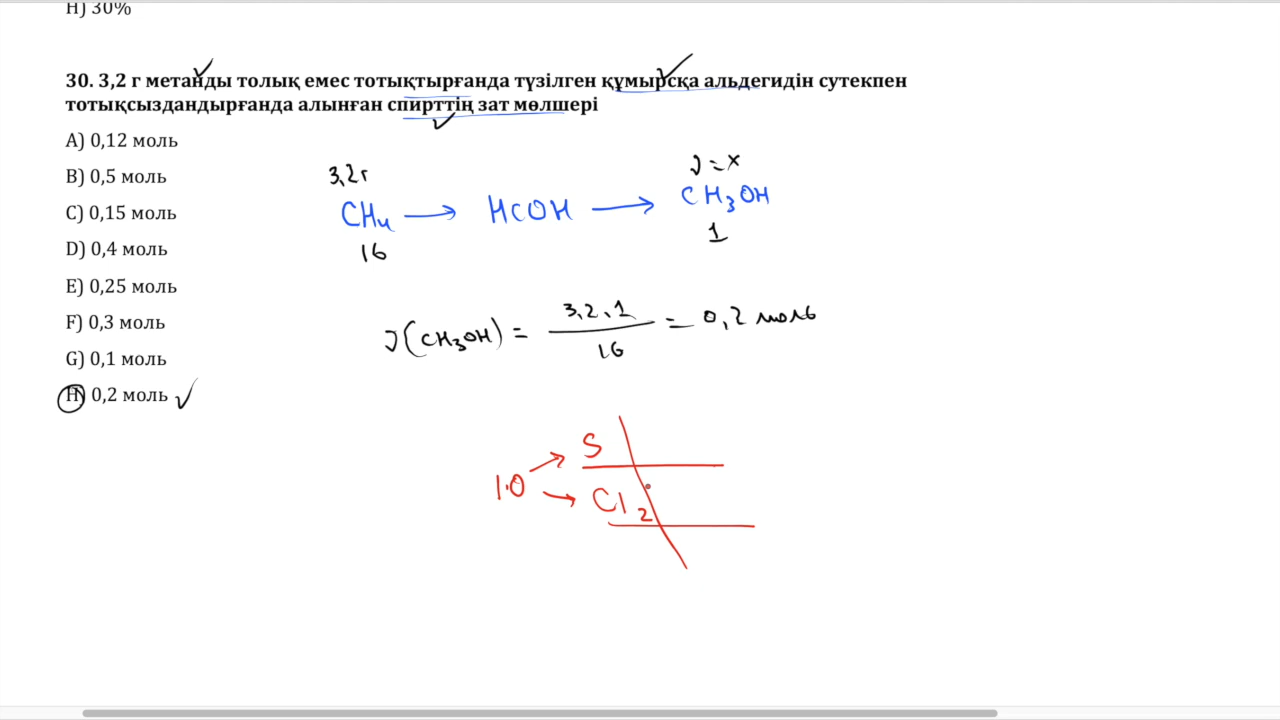 H) 30%
30. 3,2 г метанды толық емес тотықтырғанда түзілген құмырсқа альдегидін сутекпен
тотықсыздандырғанда алынған спирттің зат мөлшері
A) 0,12 моль
B) 0,5 моль
C) 0,15 моль
D) 0,4 моль
E) 0,25 моль
F) 0,3 моль
G) 0,1 моль
H) 0,2 моль
3,2г
ν = x
CH₄ → HCOH → CH₃OH
16
1
ν(CH₃OH) = 3,2·1 / 16 = 0,2 моль
S
1.0
Cl₂